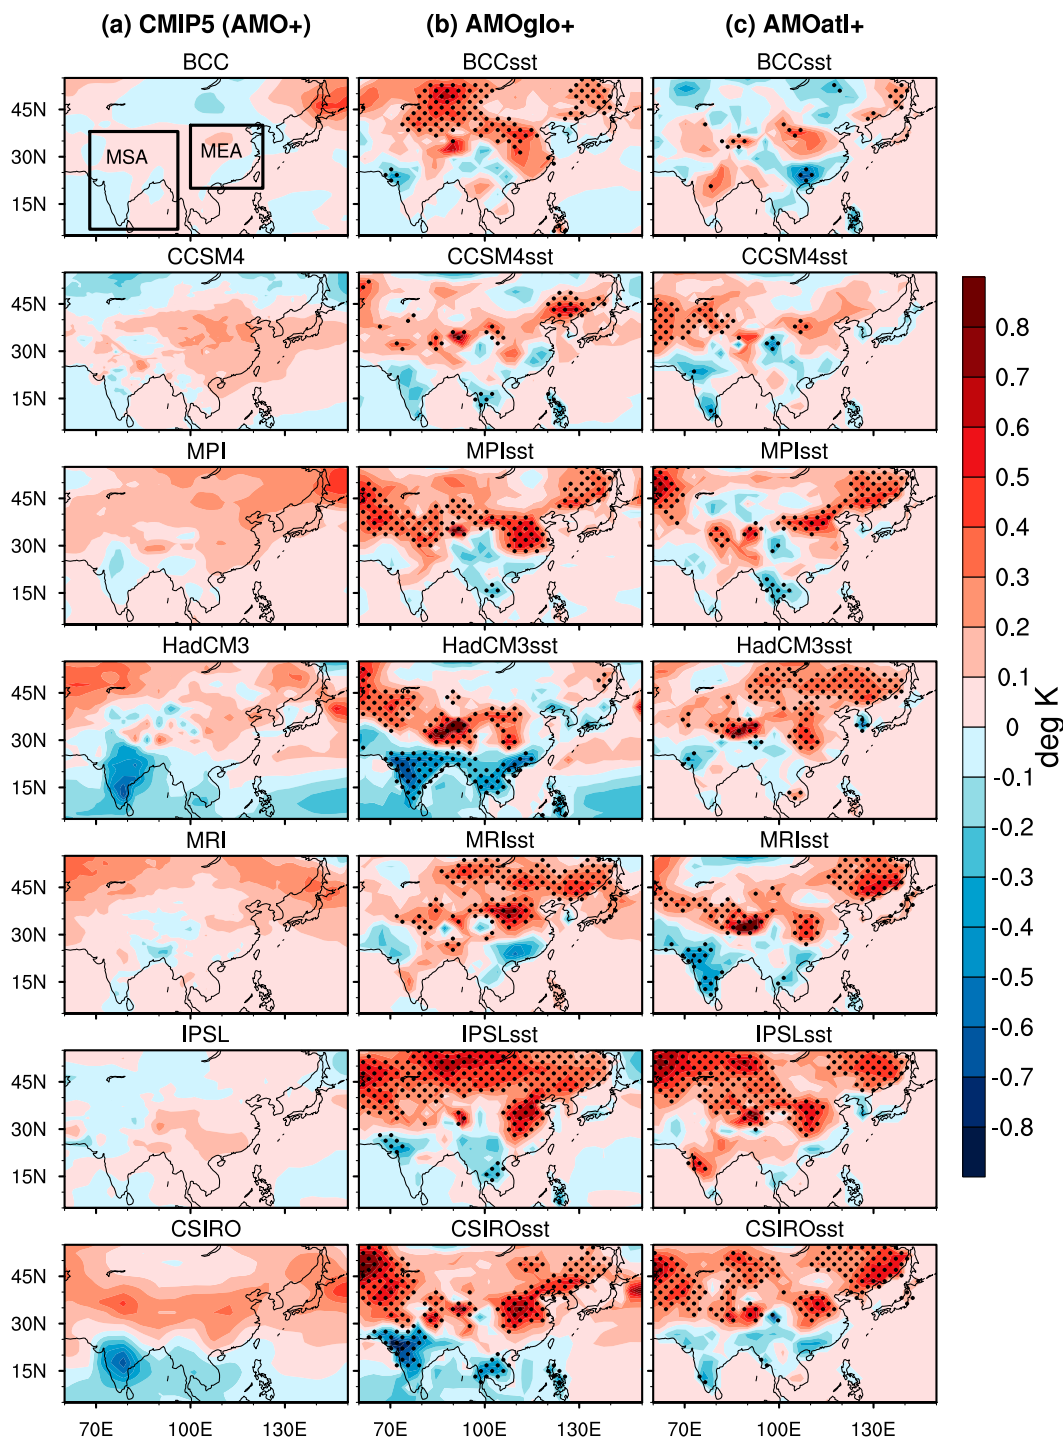 (a) CMIP5 (AMO+) (b) AMOglo+ (c) AMOatl+
BCC BCCsst BCCsst
45N
30N
15N
MSA MEA
CCSM4 CCSM4sst CCSM4sst
45N
30N
15N
MPI MPIsst MPIsst
45N
30N
15N
HadCM3 HadCM3sst HadCM3sst
45N
30N
15N
MRI MRIsst MRIsst
45N
30N
15N
IPSL IPSLsst IPSLsst
45N
30N
15N
CSIRO CSIROsst CSIROsst
45N
30N
15N
70E 100E 130E 70E 100E 130E 70E 100E 130E
0.8
0.7
0.6
0.5
0.4
0.3
0.2
0.1
0
-0.1
-0.2
-0.3
-0.4
-0.5
-0.6
-0.7
-0.8
deg K